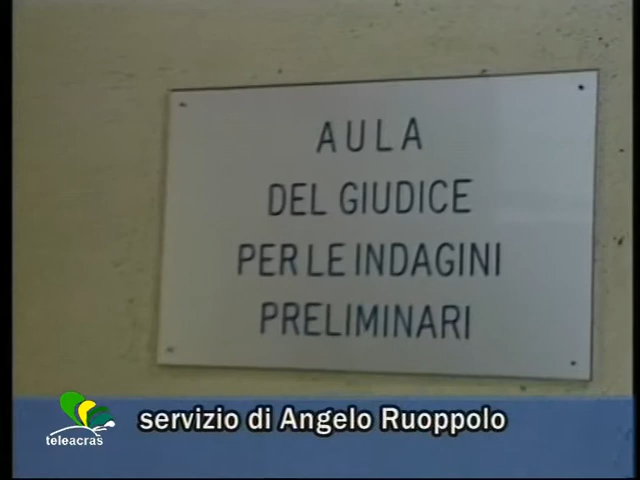 AULA
DEL GIUDICE
PER LE INDAGINI
PRELIMINARI
servizio di Angelo Ruoppolo
teleacras